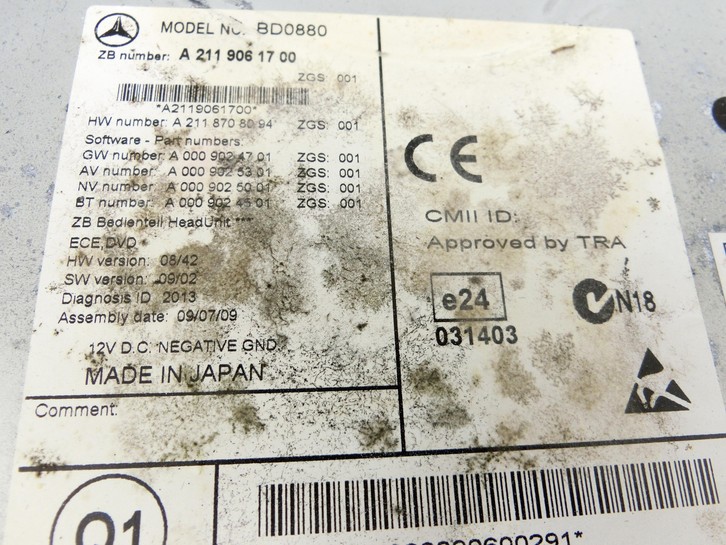 MODEL NO. BD0880
ZB number: A 211 906 17 00
ZGS 001
*A2119061700*
HW number: A 211 870 80 94 ZGS: 001
Software - Part numbers:
GW number: A 000 902 47 01 ZGS: 001
AV number: A 000 902 53 01 ZGS: 001
NV number: A 000 902 50 01 ZGS: 001
BT number: A 000 902 45 01 ZGS: 001
ZB Bedienteil HeadUnit ***
ECE,DVD
HW version: 08/42
SW version: 09/02
Diagnosis ID 2013
Assembly date: 09/07/09
12V D.C. NEGATIVE GND.
MADE IN JAPAN
Comment:
CE
CMII ID:
Approved by TRA
e24
031403
N18
Q1